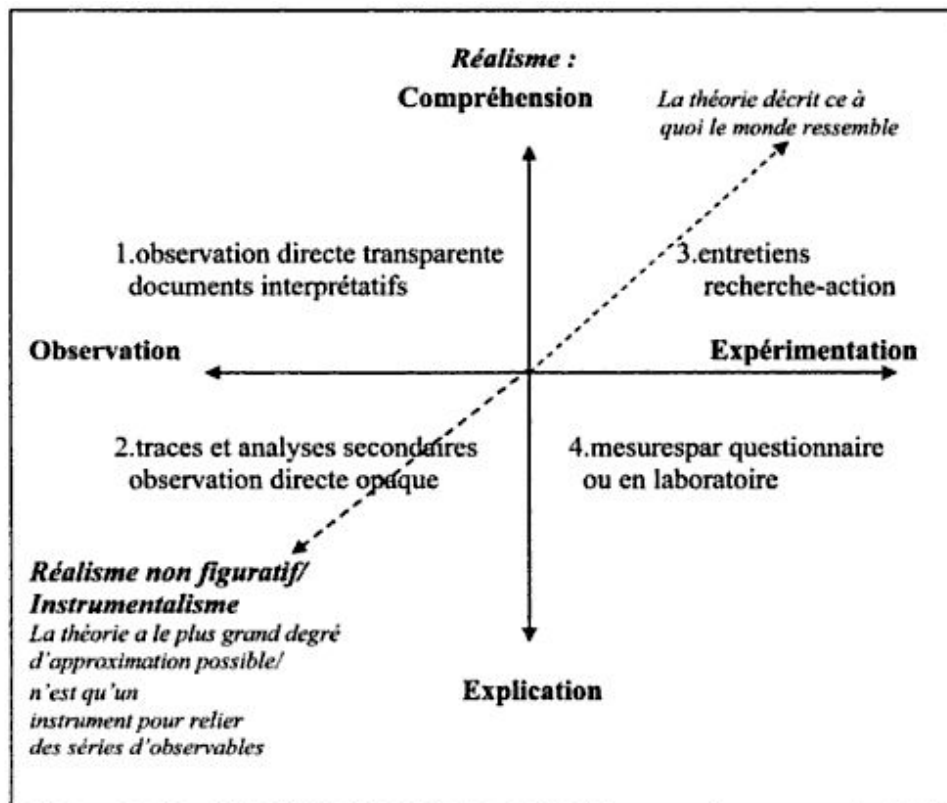 Réalisme :
Compréhension
La théorie décrit ce à
quoi le monde ressemble
1.observation directe transparente
documents interprétatifs
3.entretiens
recherche-action
Observation
Expérimentation
2.traces et analyses secondaires
observation directe opaque
4.mesurespar questionnaire
ou en laboratoire
Réalisme non figuratif/
Instrumentalisme
La théorie a le plus grand degré
d'approximation possible/
n'est qu'un
instrument pour relier
des séries d'observables
Explication